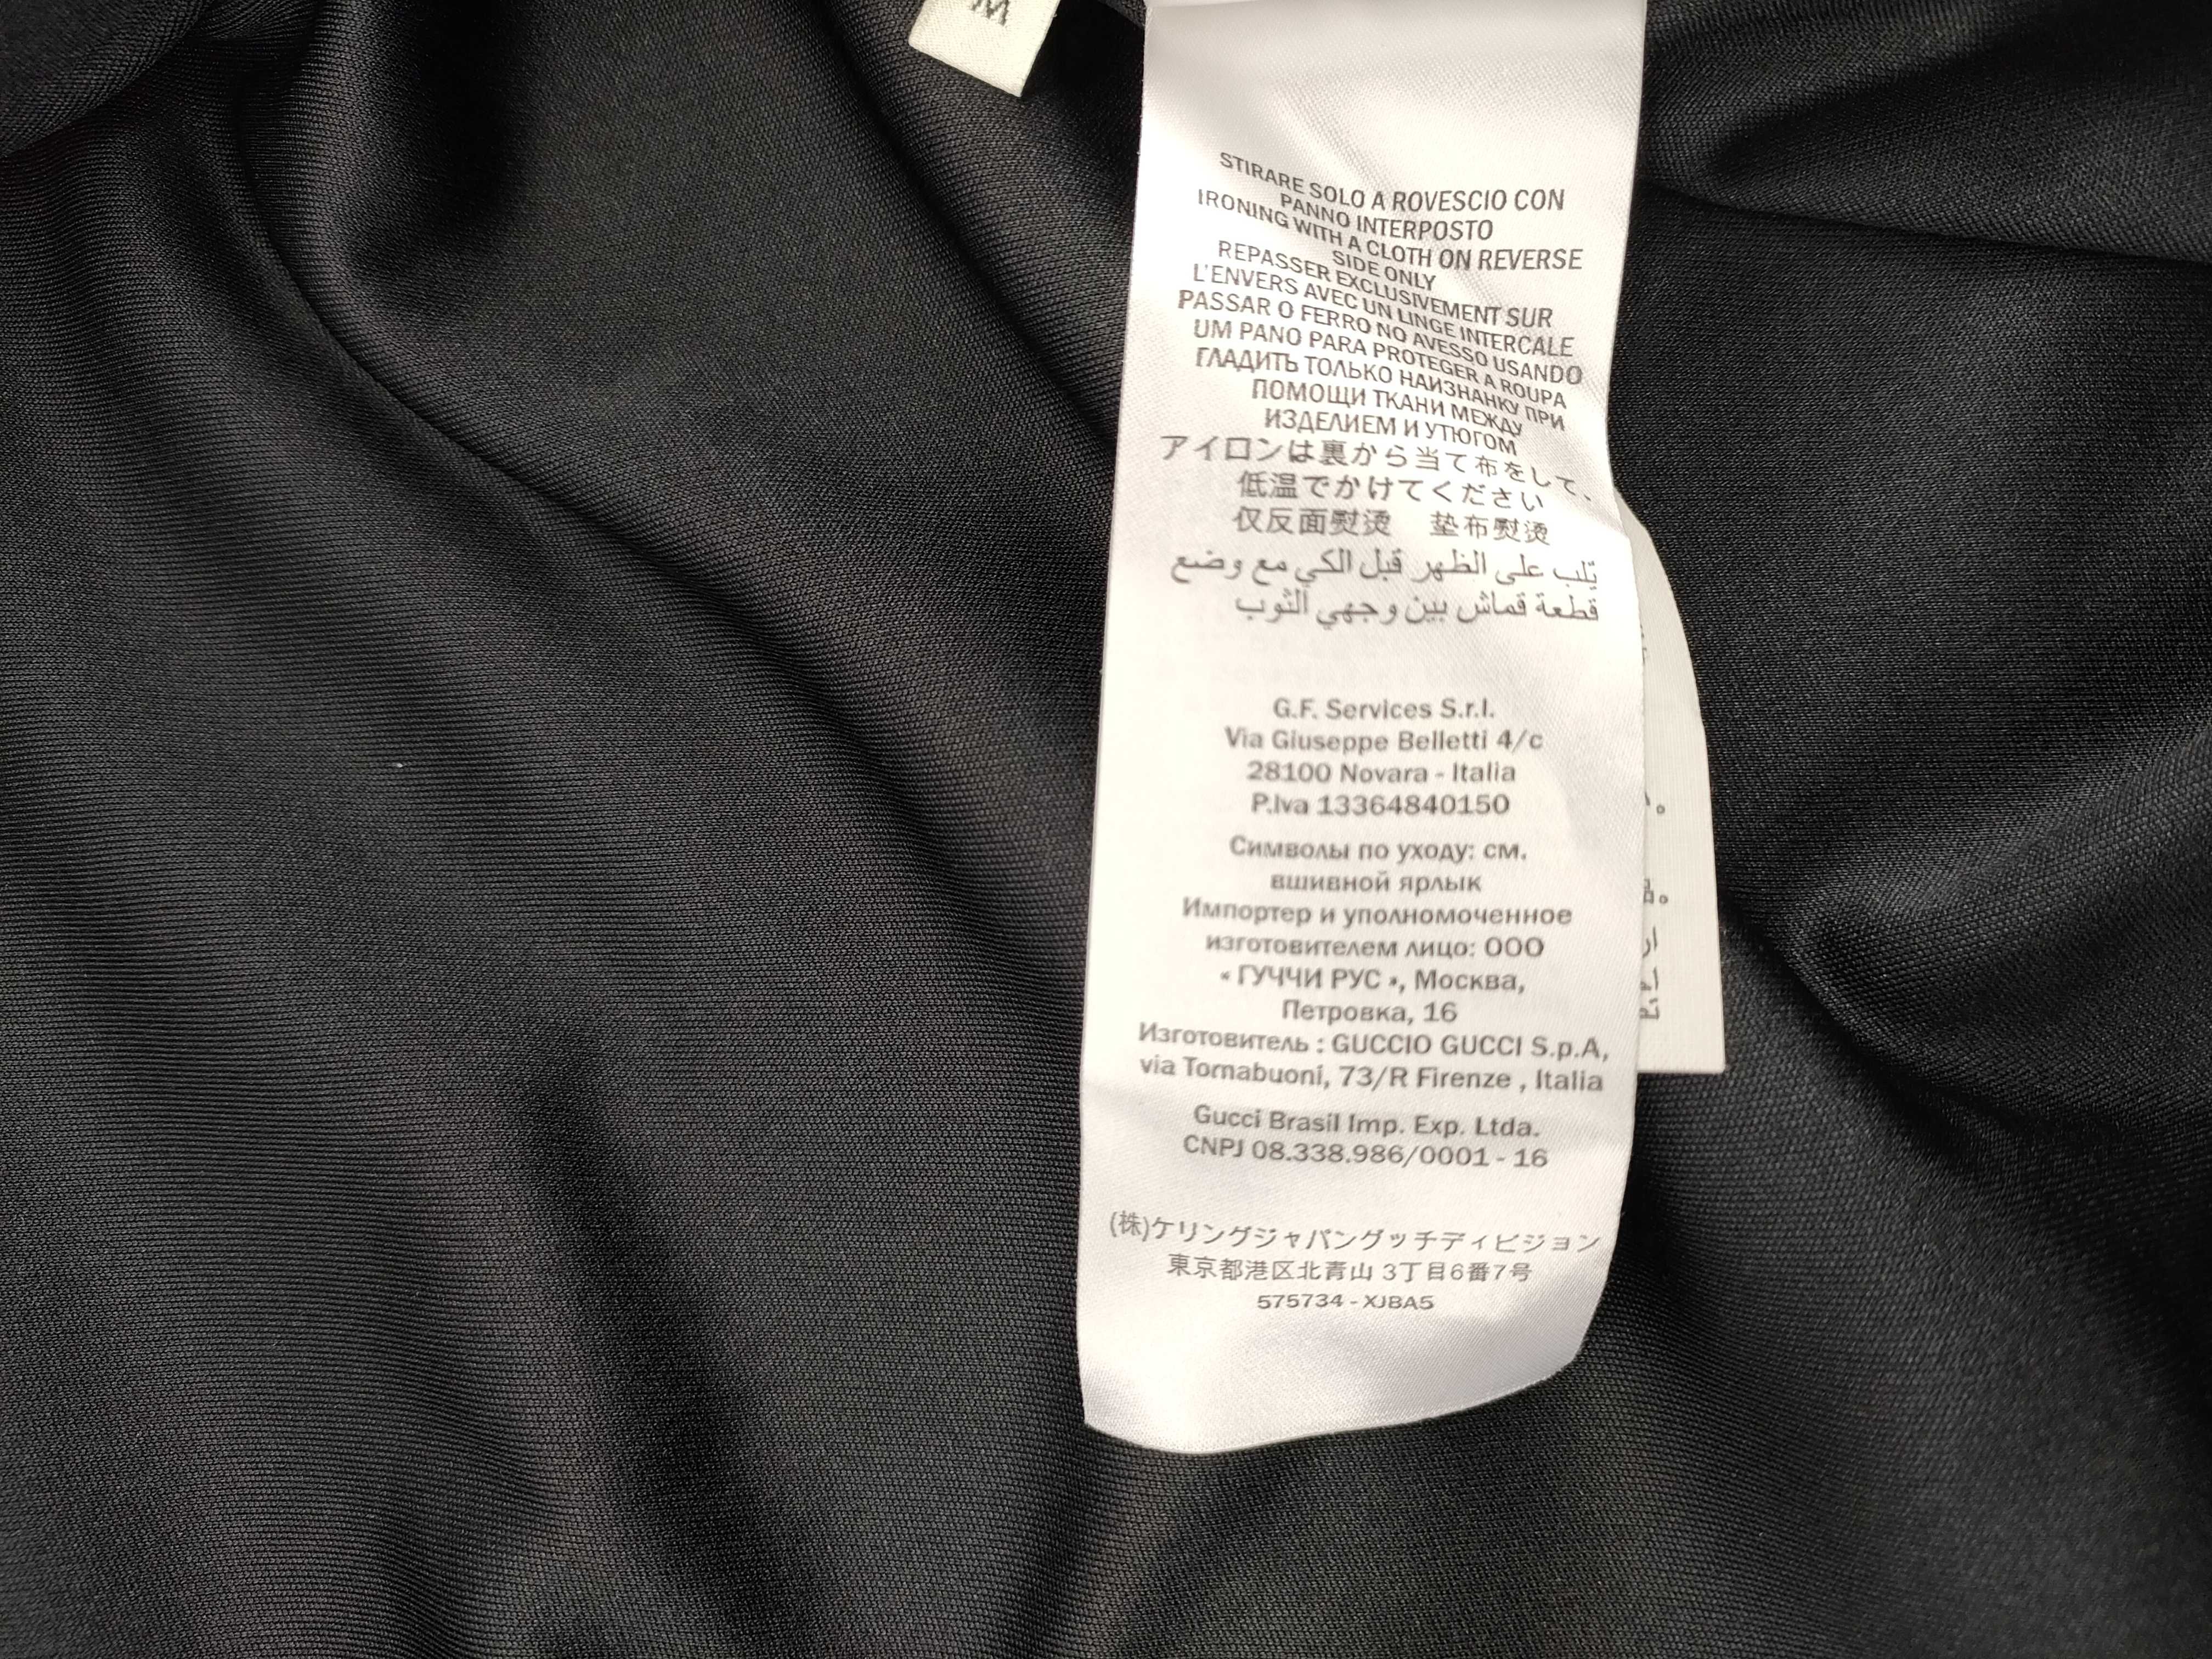 M
STIRARE SOLO A ROVESCIO CON
PANNO INTERPOSTO
IRONING WITH A CLOTH ON REVERSE
SIDE ONLY
REPASSER EXCLUSIVEMENT SUR
L'ENVERS AVEC UN LINGE INTERCALE
PASSAR O FERRO NO AVESSO USANDO
UM PANO PARA PROTEGER A ROUPA
ГЛАДИТЬ ТОЛЬКО НАИЗНАНКУ ПРИ
ПОМОЩИ ТКАНИ МЕЖДУ
ИЗДЕЛИЕМ И УТЮГОМ
アイロンは裏から当て布をして、
低温でかけてください
仅反面熨烫 垫布熨烫
يُلب على الظهر قبل الكي مع وضع
قطعة قماش بين وجهي الثوب
G.F. Services S.r.l.
Via Giuseppe Belletti 4/c
28100 Novara - Italia
P.Iva 13364840150
Символы по уходу: см.
вшивной ярлык
Импортер и уполномоченное
изготовителем лицо: ООО
« ГУЧЧИ РУС », Москва,
Петровка, 16
Изготовитель : GUCCIO GUCCI S.p.A,
via Tornabuoni, 73/R Firenze , Italia
Gucci Brasil Imp. Exp. Ltda.
CNPJ 08.338.986/0001 - 16
(株)ケリングジャパングッチディビジョン
東京都港区北青山 3丁目6番7号
575734 - XJBA5